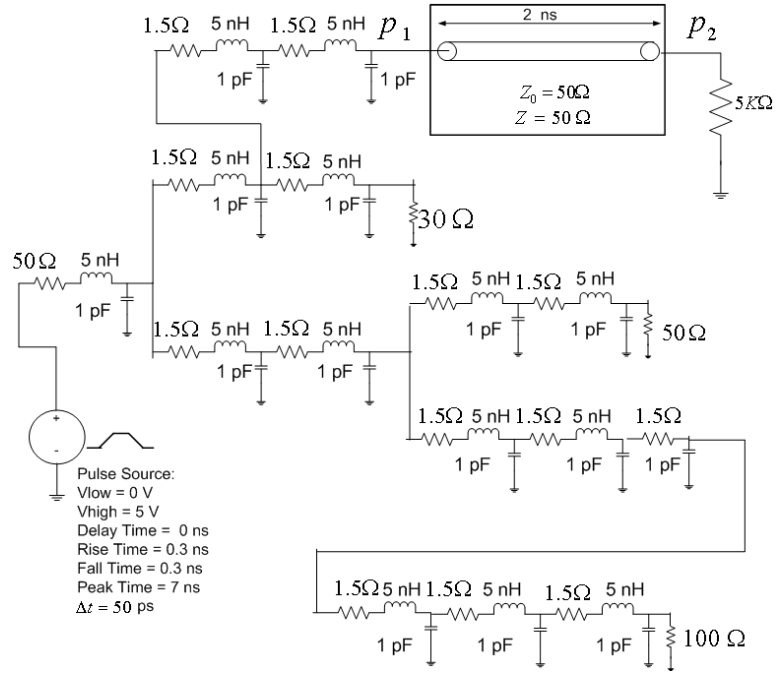 1.5Ω 5 nH 1.5Ω 5 nH p₁ 2 ns p₂
1 pF 1 pF
Z₀ = 50Ω
Z = 50 Ω
5KΩ
1.5Ω 5 nH 1.5Ω 5 nH
1 pF 1 pF
30 Ω
50Ω 5 nH
1 pF
1.5Ω 5 nH 1.5Ω 5 nH
1 pF 1 pF
1.5Ω 5 nH 1.5Ω 5 nH
1 pF 1 pF
50Ω
1.5Ω 5 nH 1.5Ω 5 nH 1.5Ω
1 pF 1 pF 1 pF
+
-
Pulse Source:
Vlow = 0 V
Vhigh = 5 V
Delay Time = 0 ns
Rise Time = 0.3 ns
Fall Time = 0.3 ns
Peak Time = 7 ns
Δt = 50 ps
1.5Ω 5 nH 1.5Ω 5 nH 1.5Ω 5 nH
1 pF 1 pF 1 pF
100 Ω